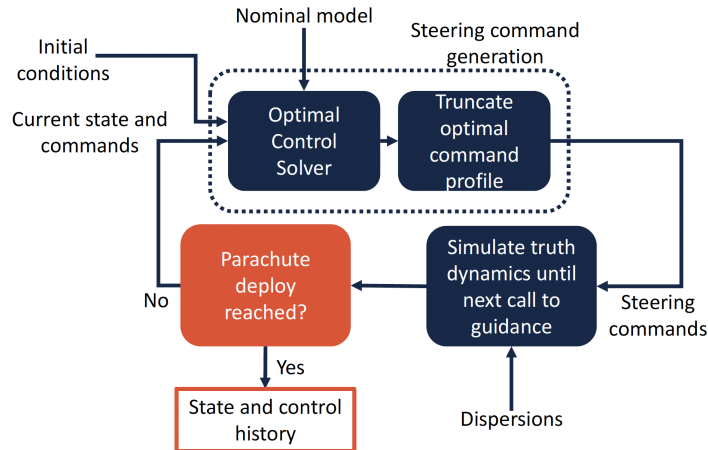 Nominal model
Steering command
generation
Initial
conditions
Current state and
commands
Optimal
Control
Solver
Truncate
optimal
command
profile
Parachute
deploy
reached?
No
Simulate truth
dynamics until
next call to
guidance
Steering
commands
Yes
State and control
history
Dispersions